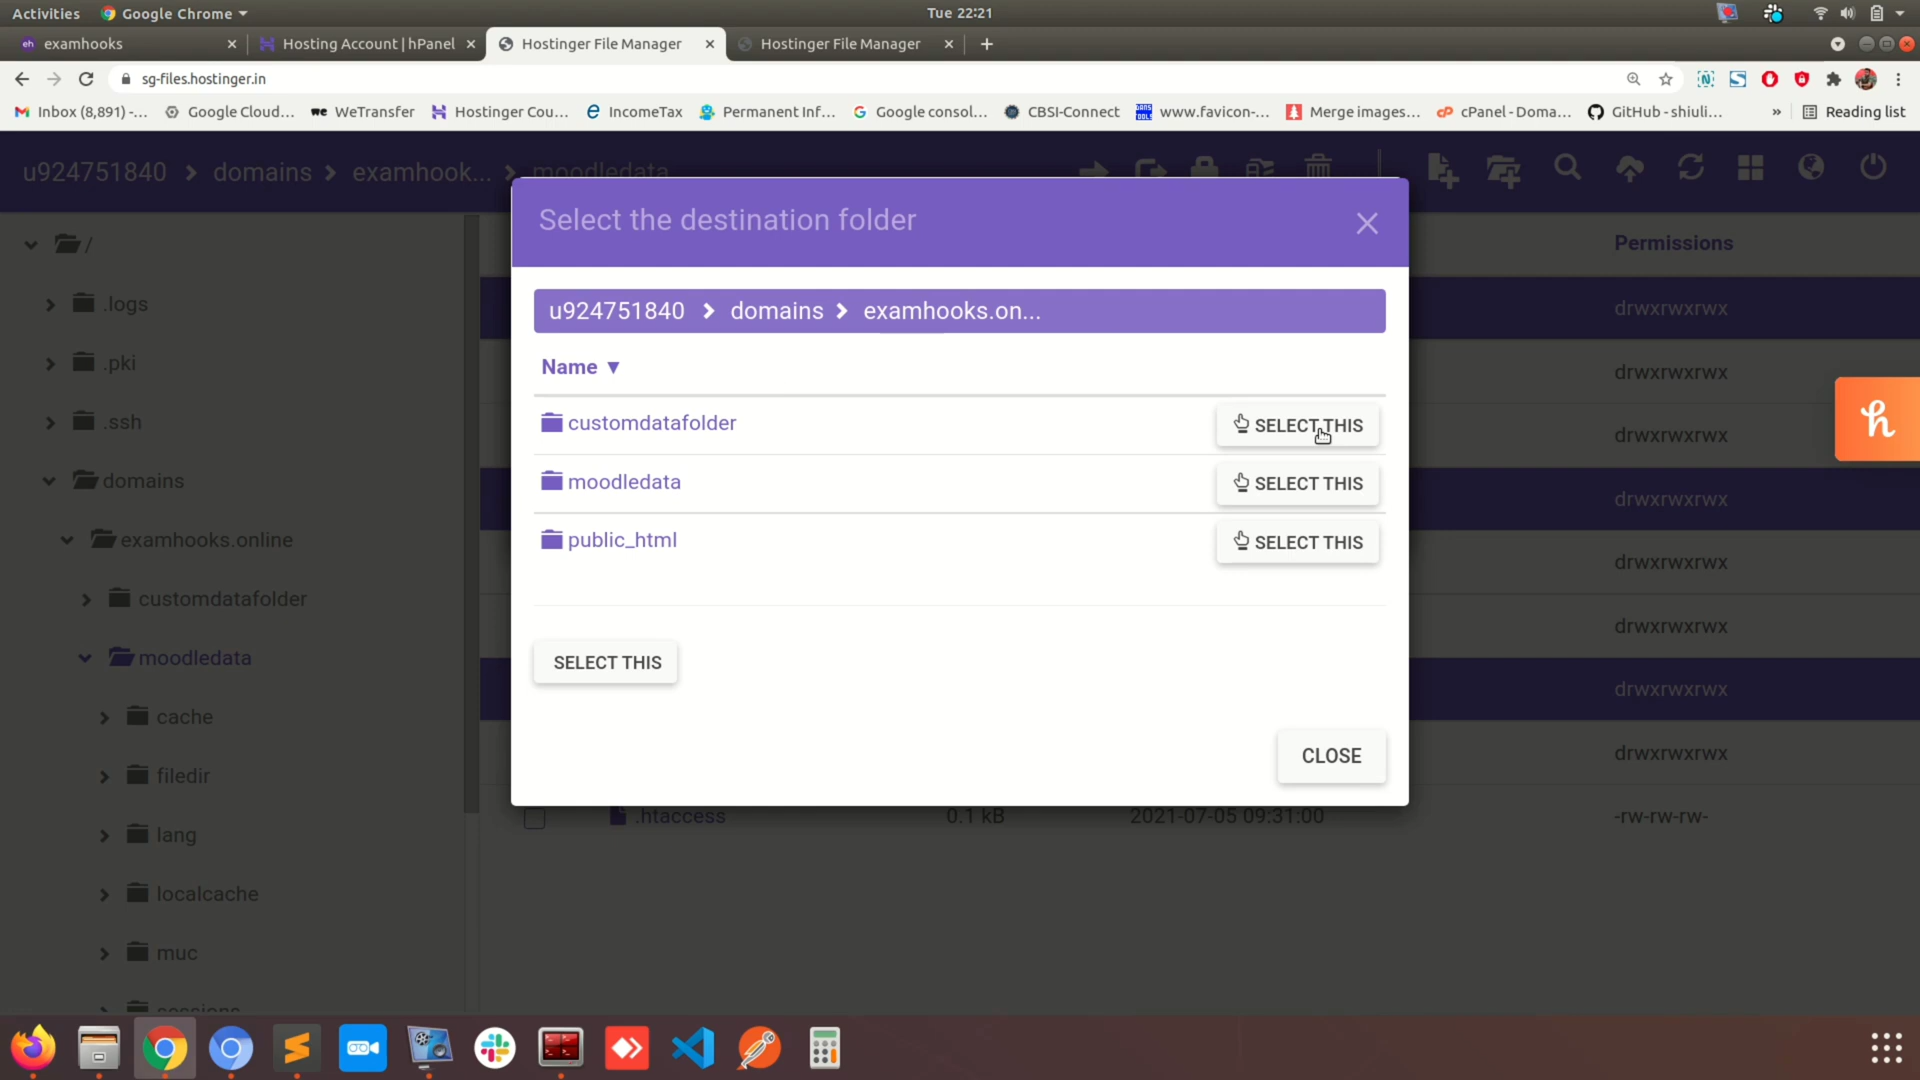 Activities Google Chrome Tue 22:21
examhooks Hosting Account | hPanel Hostinger File Manager Hostinger File Manager
sg-files.hostinger.in
Inbox (8,891) -... Google Cloud... WeTransfer Hostinger Cou... IncomeTax Permanent Inf... Google consol... CBSI-Connect www.favicon-... Merge images... cPanel - Doma... GitHub - shiuli... » Reading list
u924751840 domains examhook... moodledata
Select the destination folder
/
Permissions
u924751840 domains examhooks.on...
.logs
drwxrwxrwx
.pki
Name ▼
drwxrwxrwx
.ssh
customdatafolder SELECT THIS
drwxrwxrwx
domains
moodledata SELECT THIS
drwxrwxrwx
examhooks.online
public_html SELECT THIS
drwxrwxrwx
customdatafolder
drwxrwxrwx
moodledata
SELECT THIS
drwxrwxrwx
cache
CLOSE
drwxrwxrwx
filedir
.htaccess 0.1 kB 2021-07-05 09:31:00 -rw-rw-rw-
lang
localcache
muc
sessions